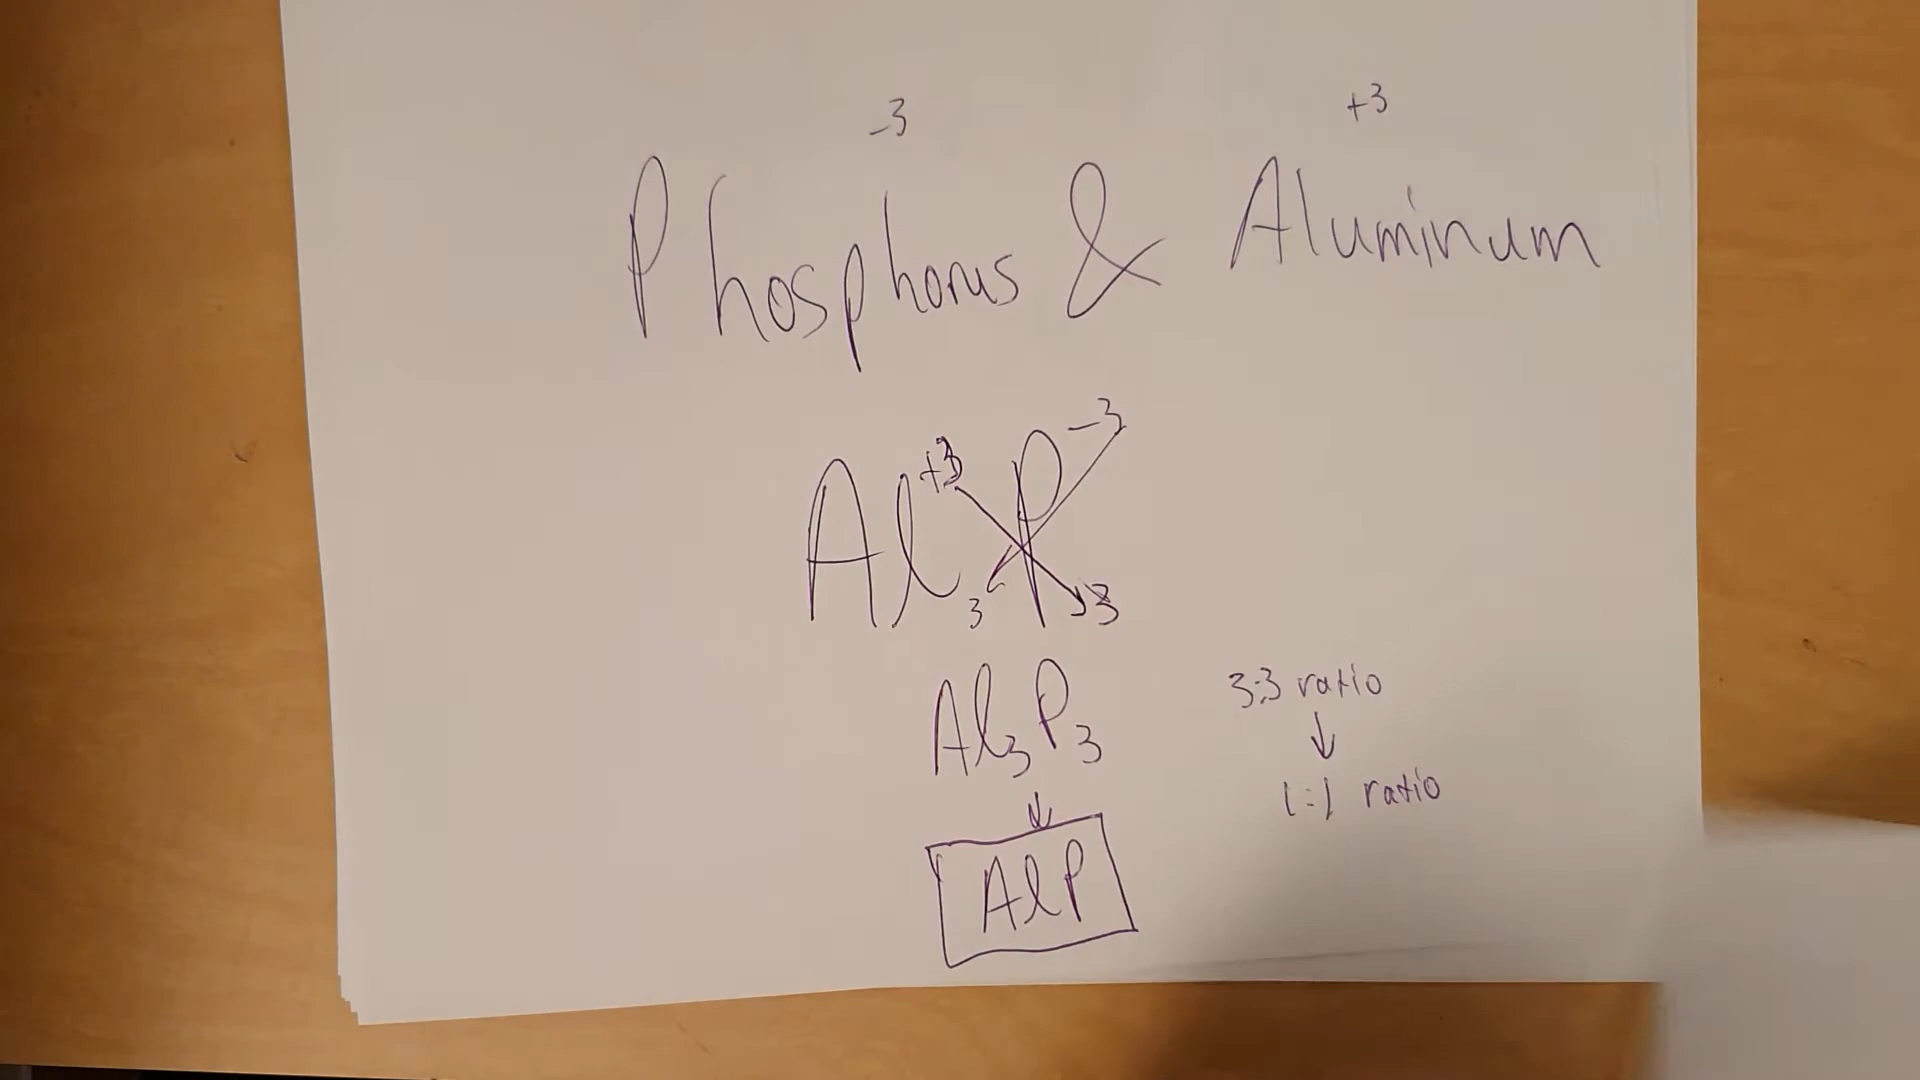 -3 +3
Phosphorus & Aluminum
Al+3 P-3
3 3
Al3P3
3:3 ratio
↓
1:1 ratio
↓
AlP